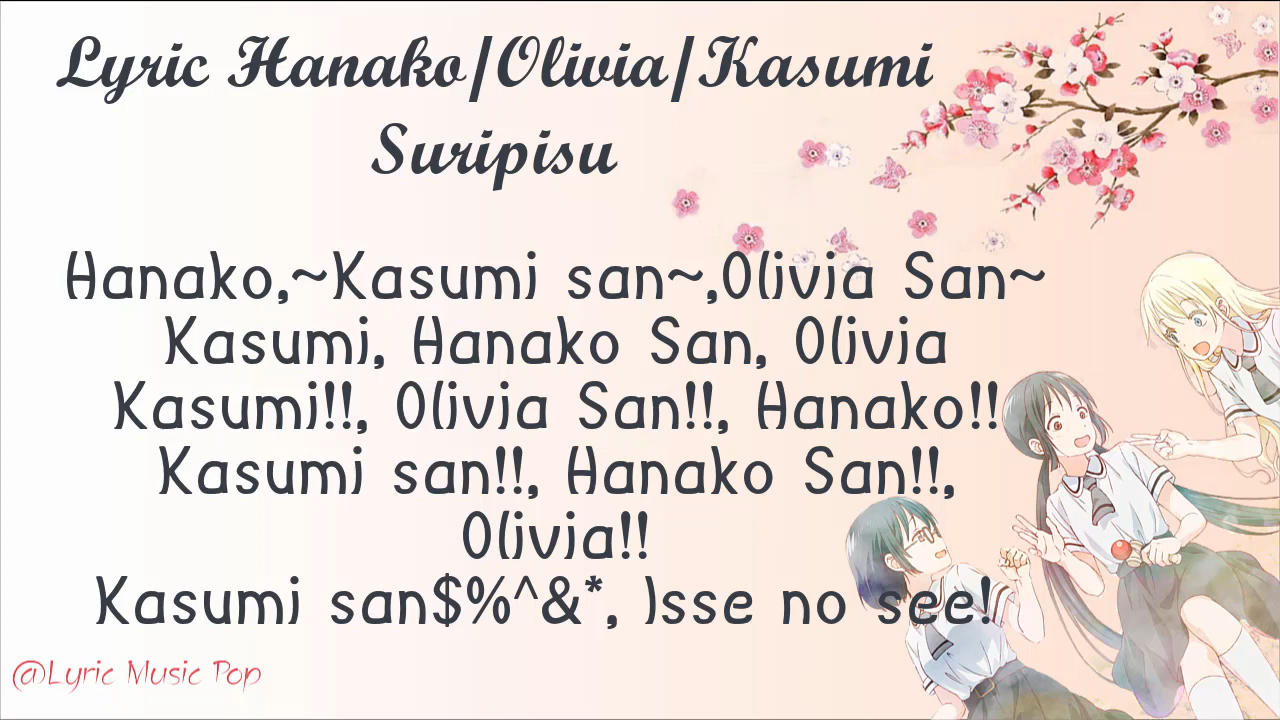 Lyric Hanako/Olivia/Kasumi
Suripisu
Hanako,~Kasumi san~,Olivia San~
Kasumi, Hanako San, Olivia
Kasumi!!, Olivia San!!, Hanako!!
Kasumi san!!, Hanako San!!,
Olivia!!
Kasumi san$%^&*, Isse no see!
@Lyric Music Pop